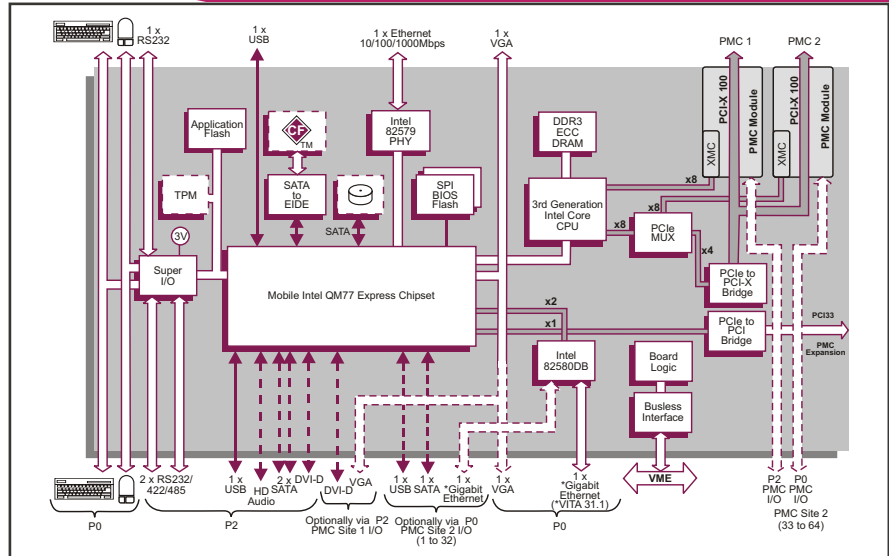 1 x
RS232
1 x
USB
1 x Ethernet
10/100/1000Mbps
1 x
VGA
PMC 1
PMC 2
Application
Flash
CF
TM
Intel
82579
PHY
DDR3
ECC
DRAM
XMC
PCI-X 100
PMC Module
XMC
PCI-X 100
PMC Module
TPM
SATA
to
EIDE
SATA
SPI
BIOS
Flash
3rd Generation
Intel Core
CPU
x8
x8
x8
PCIe
MUX
x4
3V
Super
I/O
Mobile Intel QM77 Express Chipset
PCIe to
PCI-X
Bridge
x2
x1
PCIe to
PCI
Bridge
PCI33
PMC
Expansion
Intel
82580DB
Board
Logic
Busless
Interface
VME
2 x RS232/
422/485
1 x
USB
HD
Audio
2 x
SATA
DVI-D
DVI-D
VGA
1 x
USB
1 x
SATA
1 x
*Gigabit
Ethernet
1 x
VGA
1 x
*Gigabit
Ethernet
(*VITA 31.1)
P2
PMC
I/O
P0
PMC
I/O
PMC Site 2
(33 to 64)
P0
P2
Optionally via P2
PMC Site 1 I/O
Optionally via P0
PMC Site 2 I/O
(1 to 32)
P0